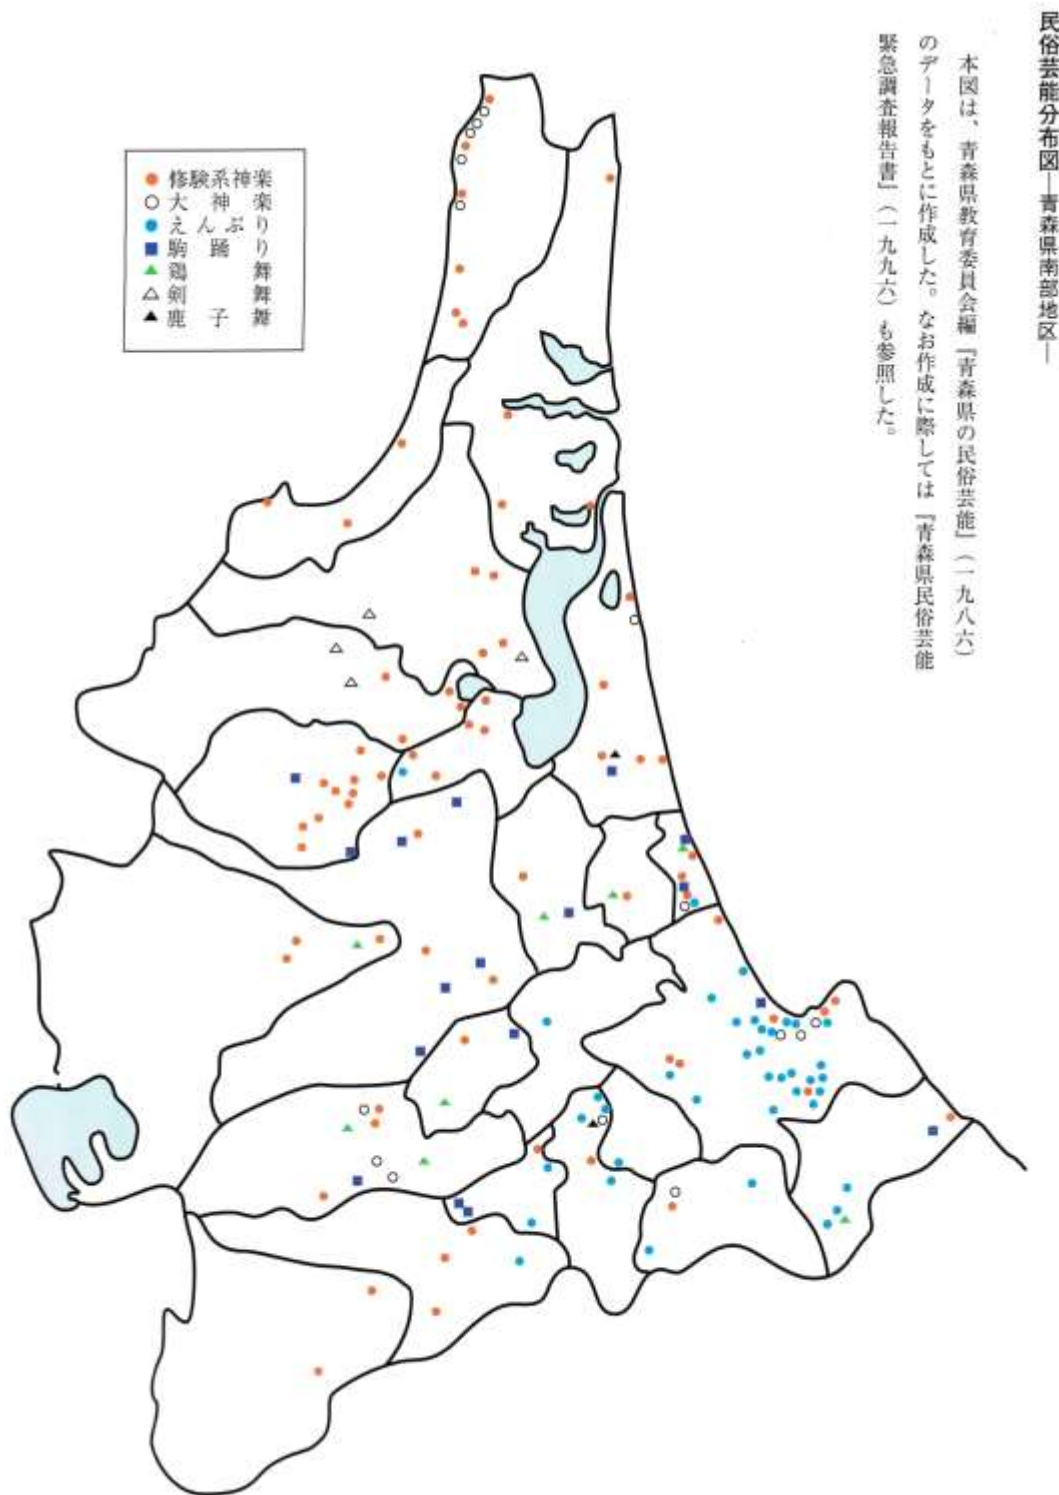 民俗芸能分布図―青森県南部地区―
本図は、青森県教育委員会編『青森県の民俗芸能』(一九八六)
のデータをもとに作成した。なお作成に際しては『青森県民俗芸能
緊急調査報告書』(一九九六)も参照した。
修験系神楽
大神楽
えんぶり
駒踊り
鶏舞
剣舞
鹿子舞